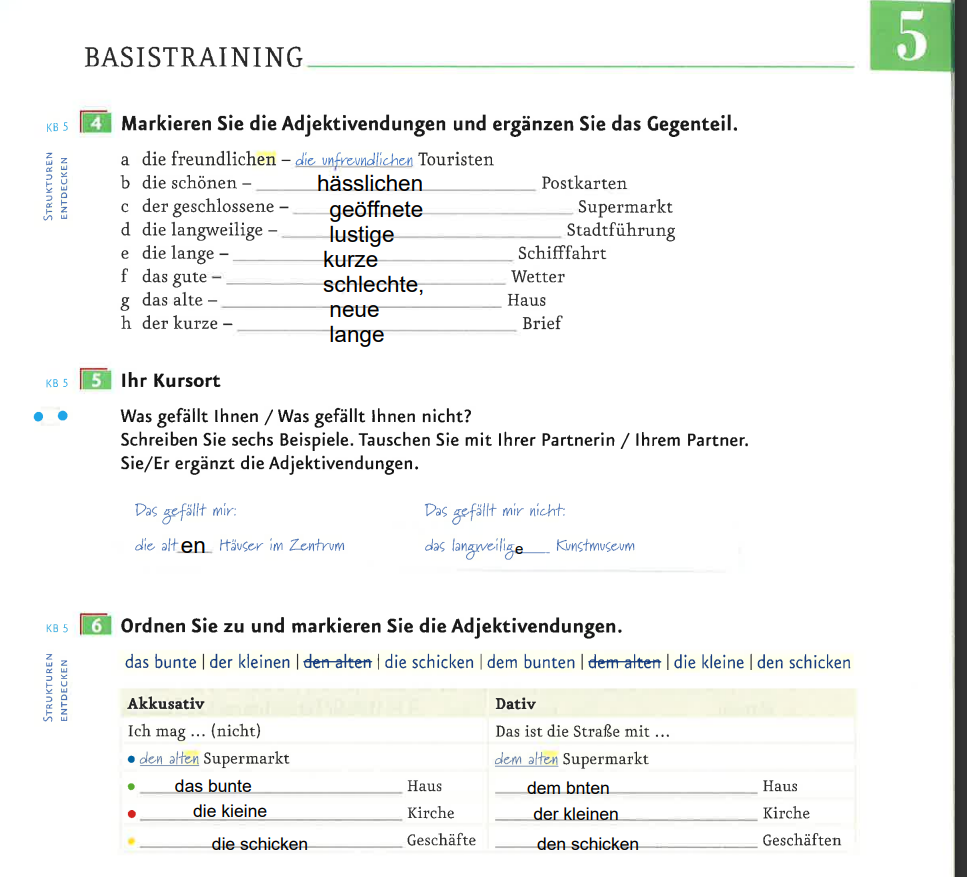 5
BASISTRAINING
KB 5 4 Markieren Sie die Adjektivendungen und ergänzen Sie das Gegenteil.
STRUKTUREN
ENTDECKEN
a die freundlichen – die unfreundlichen Touristen
b die schönen – hässlichen Postkarten
c der geschlossene – geöffnete Supermarkt
d die langweilige – lustige Stadtführung
e die lange – kurze Schifffahrt
f das gute – schlechte, Wetter
g das alte – neue Haus
h der kurze – lange Brief
KB 5 5 Ihr Kursort
Was gefällt Ihnen / Was gefällt Ihnen nicht?
Schreiben Sie sechs Beispiele. Tauschen Sie mit Ihrer Partnerin / Ihrem Partner.
Sie/Er ergänzt die Adjektivendungen.
Das gefällt mir: Das gefällt mir nicht:
die alten Häuser im Zentrum das langweilige Kunstmuseum
KB 5 6 Ordnen Sie zu und markieren Sie die Adjektivendungen.
STRUKTUREN
ENTDECKEN
das bunte | der kleinen | den alten | die schicken | dem bunten | dem alten | die kleine | den schicken
Akkusativ Dativ
Ich mag ... (nicht) Das ist die Straße mit ...
den alten Supermarkt dem alten Supermarkt
das bunte Haus dem bnten Haus
die kieine Kirche der kleinen Kirche
die schicken Geschäfte den schicken Geschäften